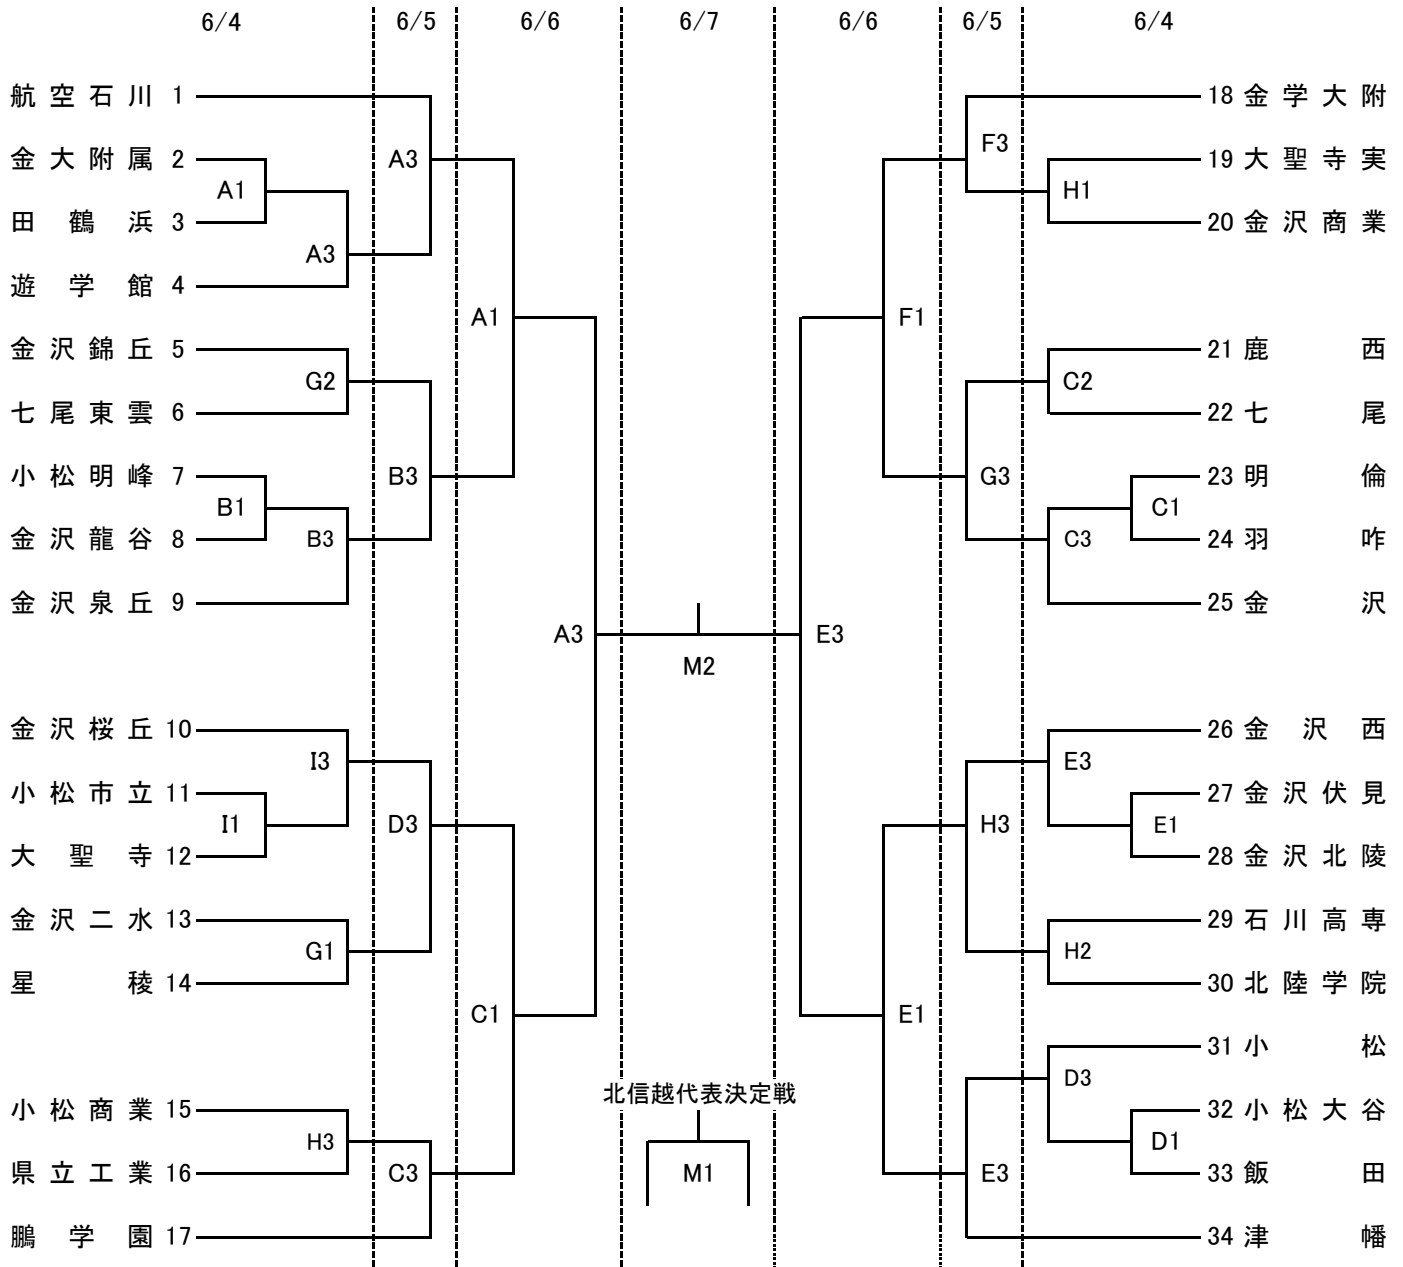 6/4 6/5 6/6 6/7 6/6 6/5 6/4
航空石川 1
18 金学大附
F3
金大附属 2
A3
19 大聖寺実
A1
H1
田鶴浜 3
20 金沢商業
A3
遊学館 4
A1
F1
金沢錦丘 5
21 鹿西
G2
C2
七尾東雲 6
22 七尾
小松明峰 7
B3
G3
23 明倫
B1
C1
金沢龍谷 8
B3
C3
24 羽咋
金沢泉丘 9
25 金沢
A3
E3
M2
金沢桜丘 10
26 金沢西
I3
E3
小松市立 11
27 金沢伏見
I1
D3
H3
E1
大聖寺 12
28 金沢北陵
金沢二水 13
29 石川高専
G1
H2
星稜 14
30 北陸学院
C1
E1
31 小松
D3
北信越代表決定戦
小松商業 15
32 小松大谷
H3
D1
県立工業 16
C3
M1
E3
33 飯田
鵬学園 17
34 津幡